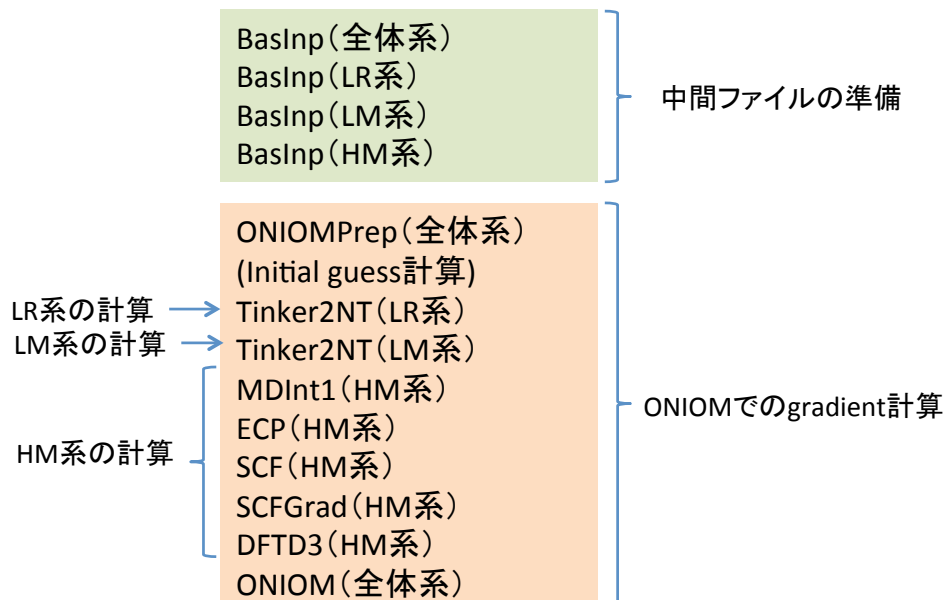 BasInp（全体系）
BasInp（LR系）
BasInp（LM系）
BasInp（HM系）
中間ファイルの準備
ONIOMPrep（全体系）
(Initial guess計算)
LR系の計算
Tinker2NT（LR系）
LM系の計算
Tinker2NT（LM系）
MDInt1（HM系）
ONIOMでのgradient計算
ECP（HM系）
HM系の計算
SCF（HM系）
SCFGrad（HM系）
DFTD3（HM系）
ONIOM（全体系）